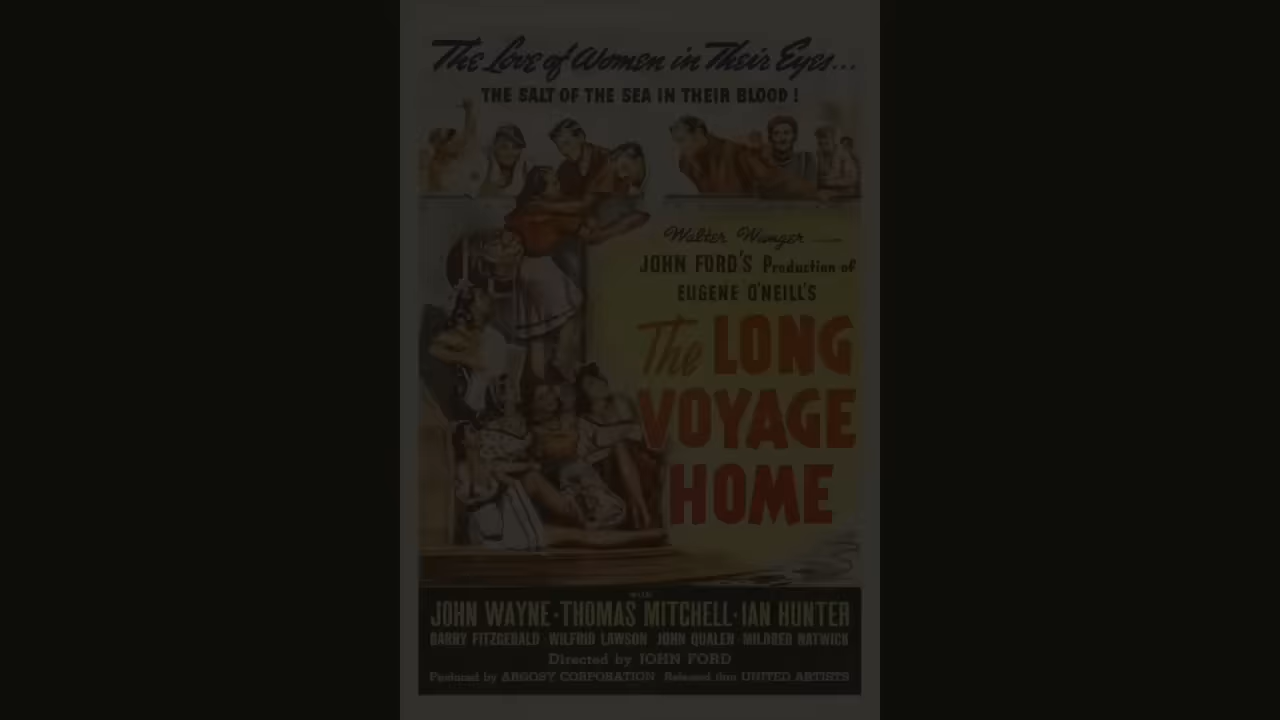 The Love of Women in Their Eyes...
THE SALT OF THE SEA IN THEIR BLOOD!
Walter Wanger
JOHN FORD'S Production of
EUGENE O'NEILL'S
The LONG
VOYAGE
HOME
WITH
JOHN WAYNE · THOMAS MITCHELL · IAN HUNTER
BARRY FITZGERALD · WILFRID LAWSON · JOHN QUALEN · MILDRED NATWICK
Directed by JOHN FORD
Produced by ARGOSY CORPORATION Released thru UNITED ARTISTS